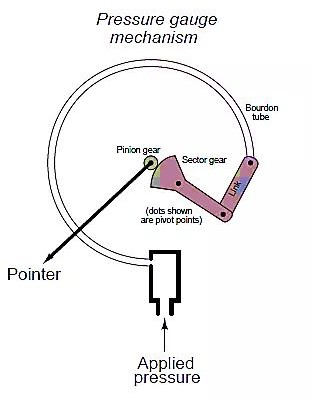 Pressure gauge
mechanism
Bourdon
tube
Pinion gear
Sector gear
Link
(dots shown
are pivot points)
Pointer
Applied
pressure